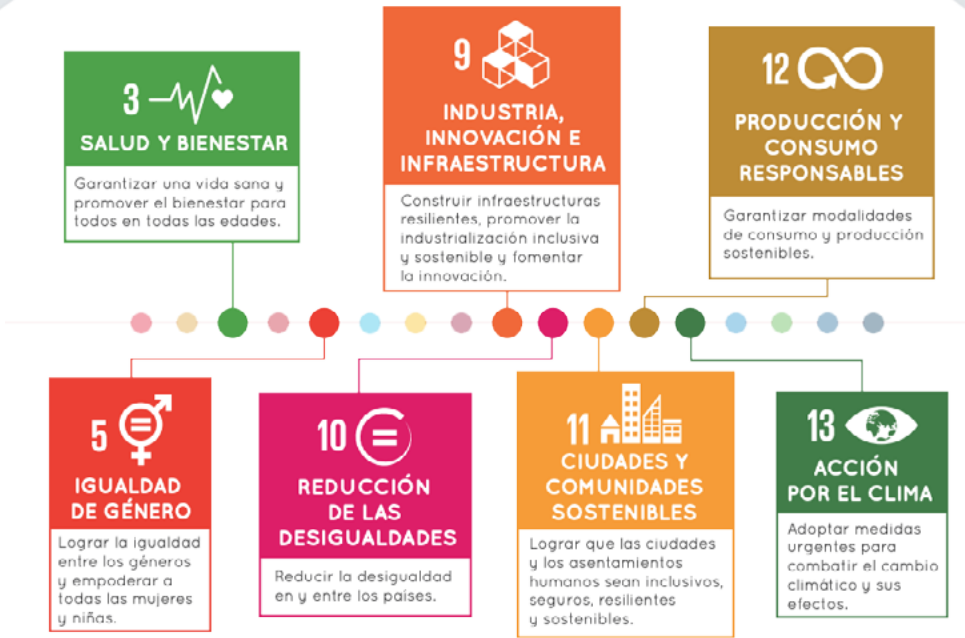 3
SALUD Y BIENESTAR
Garantizar una vida sana y
promover el bienestar para
todos en todas las edades.
9
INDUSTRIA,
INNOVACIÓN E
INFRAESTRUCTURA
Construir infraestructuras
resilientes, promover la
industrialización inclusiva
y sostenible y fomentar
la innovación.
12
PRODUCCIÓN Y
CONSUMO
RESPONSABLES
Garantizar modalidades
de consumo y producción
sostenibles.
5
IGUALDAD
DE GÉNERO
Lograr la igualdad
entre los géneros
y empoderar a
todas las mujeres
y niñas.
10
REDUCCIÓN
DE LAS
DESIGUALDADES
Reducir la desigualdad
en y entre los países.
11
CIUDADES Y
COMUNIDADES
SOSTENIBLES
Lograr que las ciudades
y los asentamientos
humanos sean inclusivos,
seguros, resilientes
y sostenibles.
13
ACCIÓN
POR EL CLIMA
Adoptar medidas
urgentes para
combatir el cambio
climático y sus
efectos.